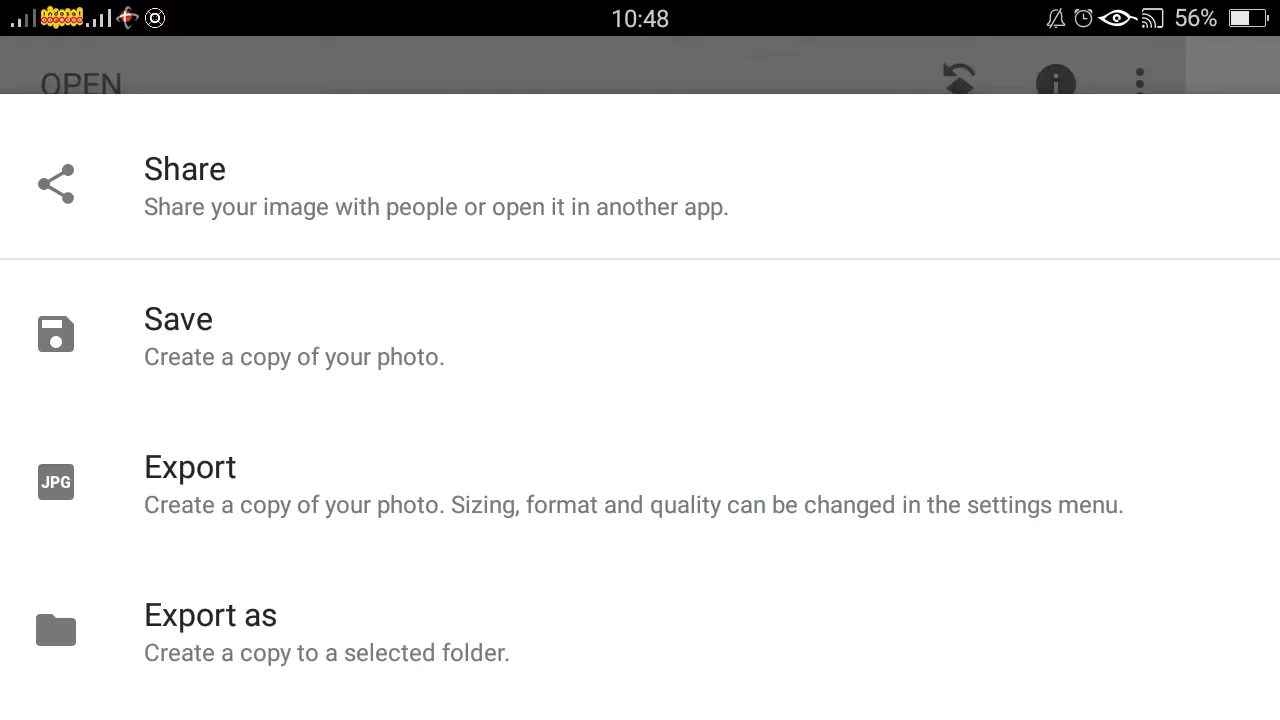 indosat
ooredoo
10:48
56%
OPEN
Share
Share your image with people or open it in another app.
Save
Create a copy of your photo.
JPG
Export
Create a copy of your photo. Sizing, format and quality can be changed in the settings menu.
Export as
Create a copy to a selected folder.